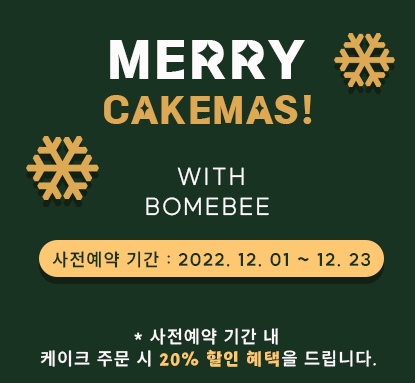 MERRY
CAKEMAS!
WITH
BOMEBEE
사전예약 기간 : 2022. 12. 01 ~ 12. 23
* 사전예약 기간 내
케이크 주문 시 20% 할인 혜택을 드립니다.